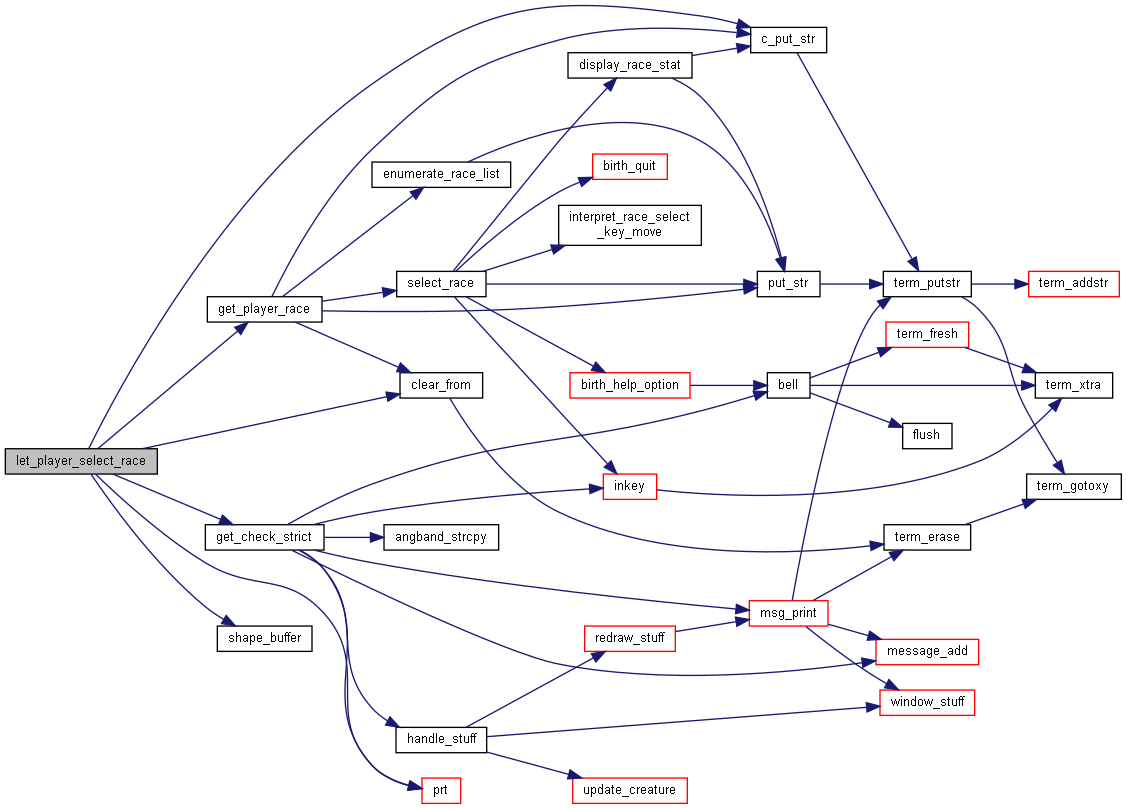 c_put_str
display_race_stat
birth_quit
enumerate_race_list
interpret_race_select
_key_move
select_race
put_str
term_putstr
term_addstr
get_player_race
term_fresh
clear_from
birth_help_option
bell
term_xtra
flush
let_player_select_race
inkey
term_gotoxy
get_check_strict
angband_strcpy
term_erase
msg_print
shape_buffer
redraw_stuff
message_add
window_stuff
handle_stuff
prt
update_creature